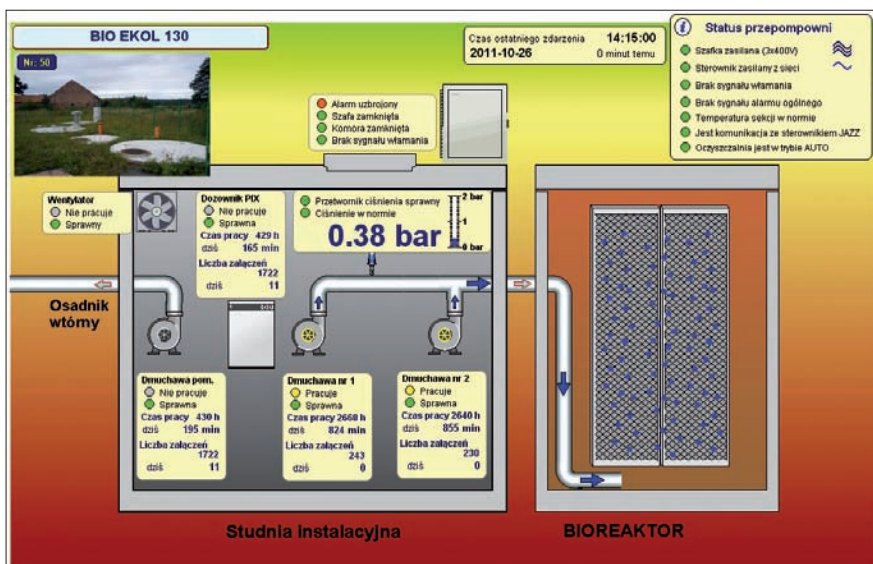 BIO EKOL 130
Nr. 50
Czas ostatniego zdarzenia 14:15:00
2011-10-26 0 minut temu
Status przepompowni
Szafka zasilana (3x400V)
Sterownik zasilany z sieci
Brak sygnału włamania
Brak sygnału alarmu ogólnego
Temperatura sekcji w normie
Jest komunikacja ze sterownikiem JAZZ
Oczyszczalnia jest w trybie AUTO
Alarm uzbrojony
Szafa zamknięta
Komora zamknięta
Brak sygnału włamania
Wentylator
Nie pracuje
Sprawny
Dozownik PIX
Nie pracuje
Sprawna
Czas pracy 429 h
dziś 165 min
Liczba załączeń
1722
dziś 11
Przetwornik ciśnienia sprawny
Ciśnienie w normie
0.38 bar
2 bar
1
0 bar
Osadnik
wtórny
Dmuchawa pom.
Nie pracuje
Sprawna
Czas pracy 430 h
dziś 195 min
Liczba załączeń
1722
dziś 11
Dmuchawa nr 1
Pracuje
Sprawna
Czas pracy 2668 h
dziś 824 min
Liczba załączeń
243
dziś 0
Dmuchawa nr 2
Pracuje
Sprawna
Czas pracy 2640 h
dziś 855 min
Liczba załączeń
230
dziś 0
Studnia instalacyjna
BIOREAKTOR